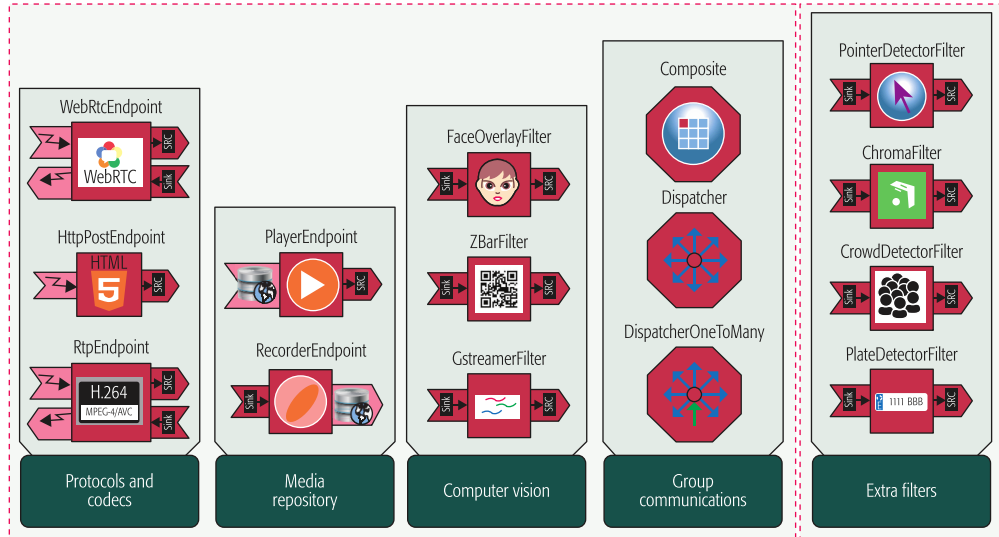 WebRtcEndpoint
SRC
WebRTC
Sink
HttpPostEndpoint
HTML
5
SRC
RtpEndpoint
H.264
MPEG-4/AVC
SRC
Sink
Protocols and
codecs
PlayerEndpoint
SRC
RecorderEndpoint
Sink
Media
repository
FaceOverlayFilter
Sink
SRC
ZBarFilter
Sink
SRC
GstreamerFilter
Sink
SRC
Computer vision
Composite
Dispatcher
DispatcherOneToMany
Group
communications
PointerDetectorFilter
Sink
SRC
ChromaFilter
Sink
SRC
CrowdDetectorFilter
Sink
SRC
PlateDetectorFilter
Sink
1111 BBB
SRC
Extra filters